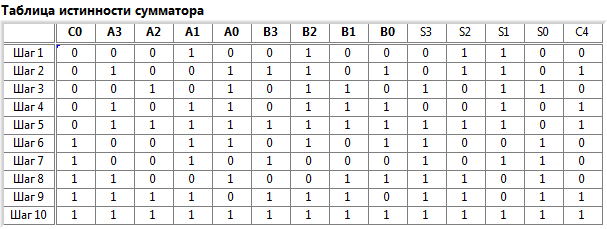 Таблица истинности сумматора
C0 A3 A2 A1 A0 B3 B2 B1 B0 S3 S2 S1 S0 C4
Шаг 1 0 0 0 1 0 0 1 0 0 0 1 1 0 0
Шаг 2 0 1 0 0 1 1 1 0 1 0 1 1 0 1
Шаг 3 0 0 1 0 1 0 1 1 0 1 0 1 1 0
Шаг 4 0 1 0 1 1 0 1 1 1 0 0 1 0 1
Шаг 5 0 1 1 1 1 1 1 1 1 1 1 1 0 1
Шаг 6 1 0 0 1 1 0 1 0 1 1 0 0 1 0
Шаг 7 1 0 0 1 0 1 0 0 0 1 0 1 1 0
Шаг 8 1 1 0 0 1 0 0 1 1 1 1 0 1 0
Шаг 9 1 1 1 1 0 1 1 1 0 1 1 0 1 1
Шаг 10 1 1 1 1 1 1 1 1 1 1 1 1 1 1